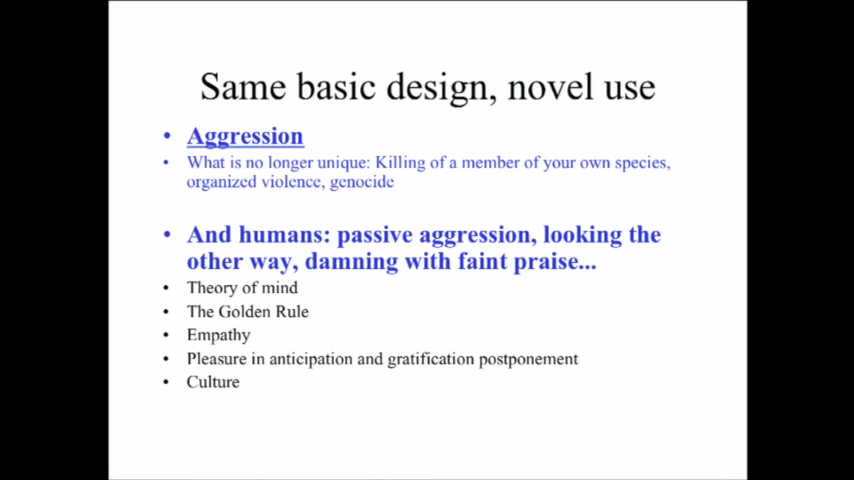 Same basic design, novel use
• Aggression
• What is no longer unique: Killing of a member of your own species,
organized violence, genocide
• And humans: passive aggression, looking the
other way, damning with faint praise...
• Theory of mind
• The Golden Rule
• Empathy
• Pleasure in anticipation and gratification postponement
• Culture